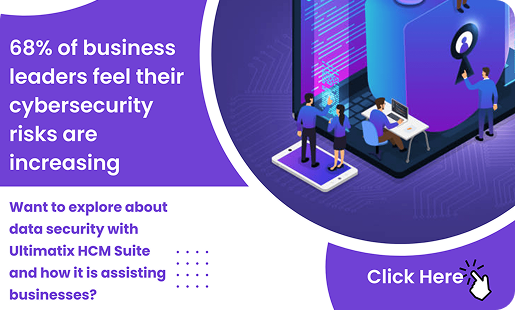 68% of business
leaders feel their
cybersecurity
risks are
increasing
Want to explore about
data security with
Ultimatix HCM Suite
and how it is assisting
businesses?
Click Here